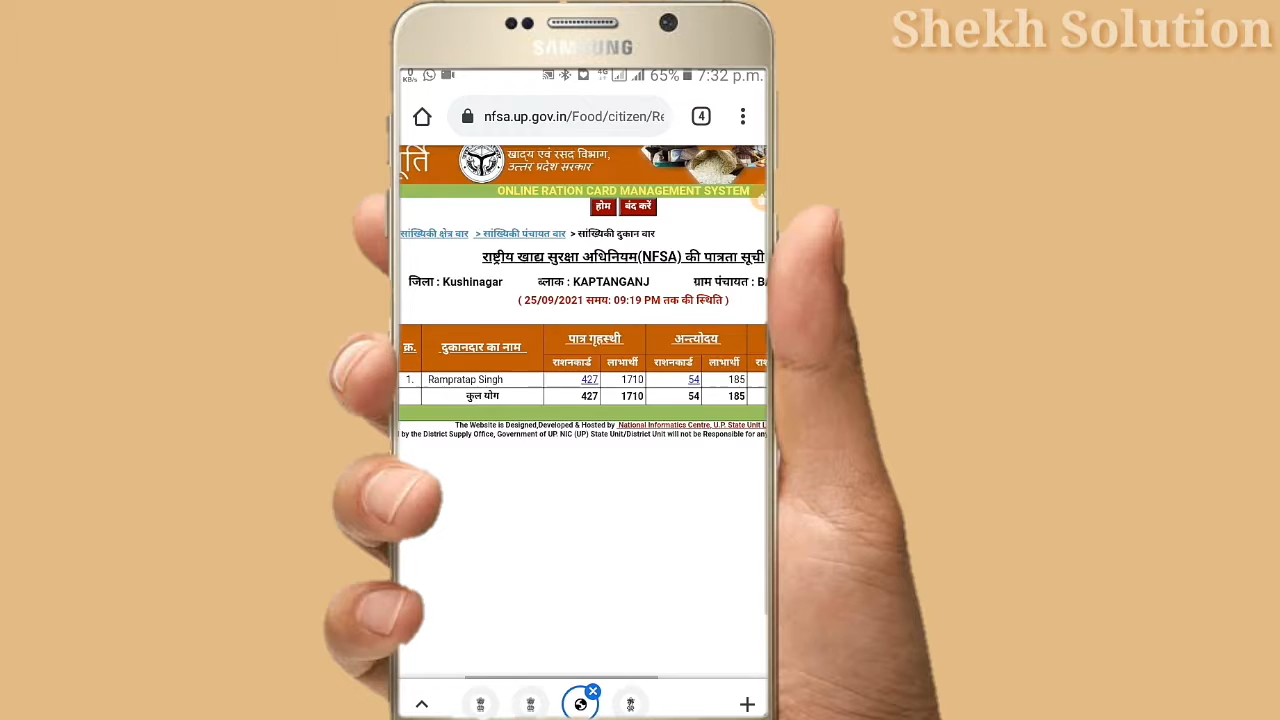 Shekh Solution
SAMSUNG
0 KB/s 4G 65% 7:32 p.m.
nfsa.up.gov.in/Food/citizen/Re 4
र्ति खाद्य एवं रसद विभाग,
उत्तर प्रदेश सरकार
ONLINE RATION CARD MANAGEMENT SYSTEM
होम बंद करें
सांख्यिकी क्षेत्र वार > सांख्यिकी पंचायत वार > सांख्यिकी दुकान वार
राष्ट्रीय खाद्य सुरक्षा अधिनियम(NFSA) की पात्रता सूची
जिला : Kushinagar ब्लाक : KAPTANGANJ ग्राम पंचायत :
( 25/09/2021 समय: 09:19 PM तक की स्थिति )
क्र. दुकानदार का नाम पात्र गृहस्थी अन्त्योदय
राशनकार्ड लाभार्थी राशनकार्ड लाभार्थी राश
1. Rampratap Singh 427 1710 54 185
कुल योग 427 1710 54 185
The Website is Designed,Developed & Hosted by National Informatics Centre, U.P. State Unit L
l by the District Supply Office, Government of UP. NIC (UP) State Unit/District Unit will not be Responsible for any